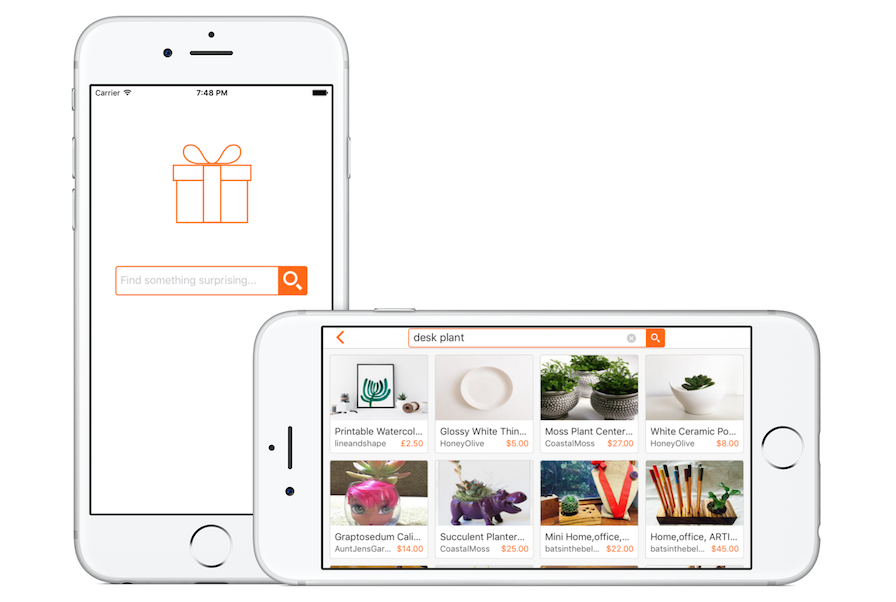 Carrier
7:48 PM
Find something surprising...
desk plant
Printable Watercol...
lineandshape £2.50
Glossy White Thin...
HoneyOlive $5.00
Moss Plant Center...
CoastalMoss $27.00
White Ceramic Po...
HoneyOlive $8.00
Graptosedum Cali...
AuntJensGar... $14.00
Succulent Planter...
CoastalMoss $25.00
Mini Home,office,...
batsinthebel... $22.00
Home,office, ARTI...
batsinthebel... $45.00